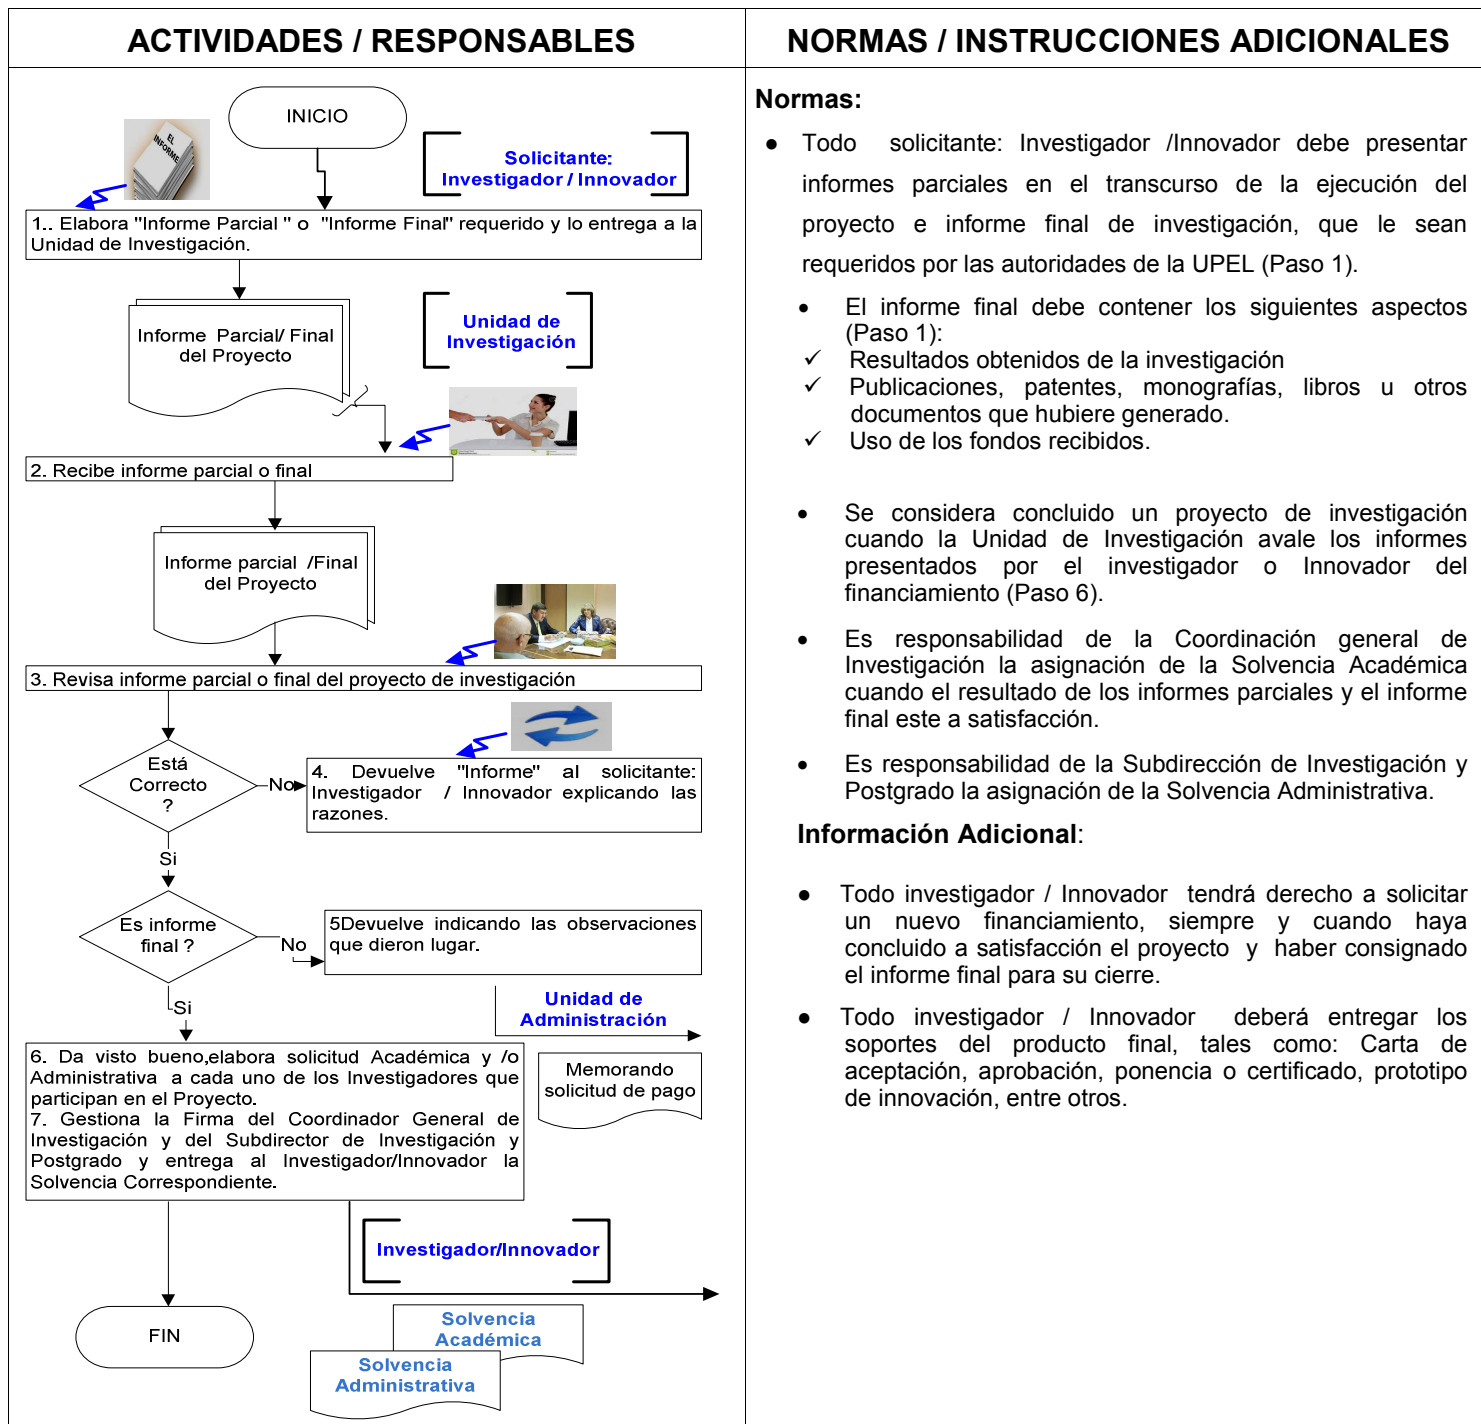 ACTIVIDADES / RESPONSABLES
INICIO
EL
INFORME
Solicitante:
Investigador / Innovador
1.. Elabora "Informe Parcial " o "Informe Final" requerido y lo entrega a la
Unidad de Investigación.
Informe Parcial/ Final
del Proyecto
Unidad de
Investigación
2. Recibe informe parcial o final
Informe parcial /Final
del Proyecto
3. Revisa informe parcial o final del proyecto de investigación
Está
Correcto
?
No
4. Devuelve "Informe" al solicitante:
Investigador / Innovador explicando las
razones.
Si
Es informe
final ?
No
5Devuelve indicando las observaciones
que dieron lugar.
Si
Unidad de
Administración
6. Da visto bueno,elabora solicitud Académica y /o
Administrativa a cada uno de los Investigadores que
participan en el Proyecto.
7. Gestiona la Firma del Coordinador General de
Investigación y del Subdirector de Investigación y
Postgrado y entrega al Investigador/Innovador la
Solvencia Correspondiente.
Memorando
solicitud de pago
Investigador/Innovador
FIN
Solvencia
Académica
Solvencia
Administrativa
NORMAS / INSTRUCCIONES ADICIONALES
Normas:
● Todo solicitante: Investigador /Innovador debe presentar
informes parciales en el transcurso de la ejecución del
proyecto e informe final de investigación, que le sean
requeridos por las autoridades de la UPEL (Paso 1).
• El informe final debe contener los siguientes aspectos
(Paso 1):
✓ Resultados obtenidos de la investigación
✓ Publicaciones, patentes, monografías, libros u otros
documentos que hubiere generado.
✓ Uso de los fondos recibidos.
• Se considera concluido un proyecto de investigación
cuando la Unidad de Investigación avale los informes
presentados por el investigador o Innovador del
financiamiento (Paso 6).
• Es responsabilidad de la Coordinación general de
Investigación la asignación de la Solvencia Académica
cuando el resultado de los informes parciales y el informe
final este a satisfacción.
• Es responsabilidad de la Subdirección de Investigación y
Postgrado la asignación de la Solvencia Administrativa.
Información Adicional:
● Todo investigador / Innovador tendrá derecho a solicitar
un nuevo financiamiento, siempre y cuando haya
concluido a satisfacción el proyecto y haber consignado
el informe final para su cierre.
● Todo investigador / Innovador deberá entregar los
soportes del producto final, tales como: Carta de
aceptación, aprobación, ponencia o certificado, prototipo
de innovación, entre otros.